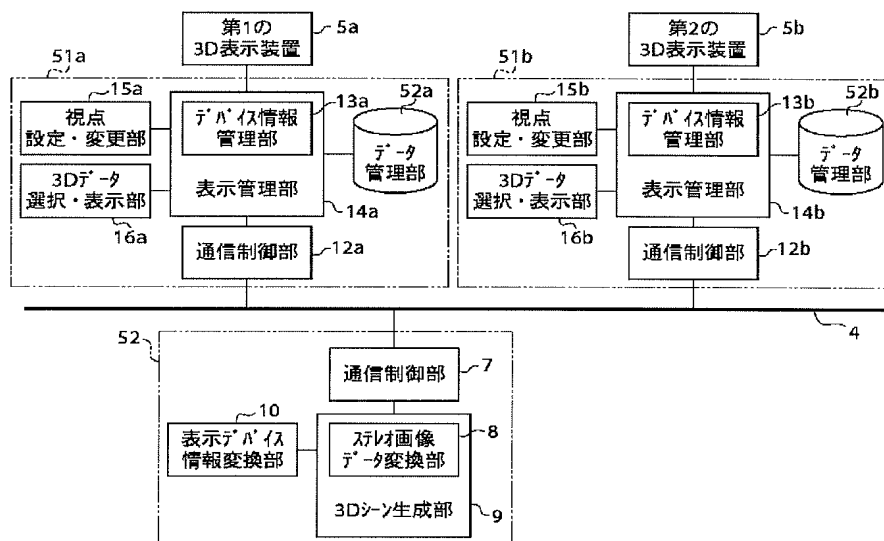 第1の
3D表示装置
5a
第2の
3D表示装置
5b
51a
15a
視点
設定・変更部
13a
ﾃﾞﾊﾞｲｽ情報
管理部
52a
データ
管理部
3Dデータ
選択・表示部
16a
表示管理部
14a
通信制御部
12a
51b
15b
視点
設定・変更部
13b
ﾃﾞﾊﾞｲｽ情報
管理部
52b
データ
管理部
3Dデータ
選択・表示部
16b
表示管理部
14b
通信制御部
12b
4
52
通信制御部
7
10
表示ﾃﾞﾊﾞｲｽ
情報変換部
ｽﾃﾚｵ画像
データ変換部
8
3Dｼｰﾝ生成部
9